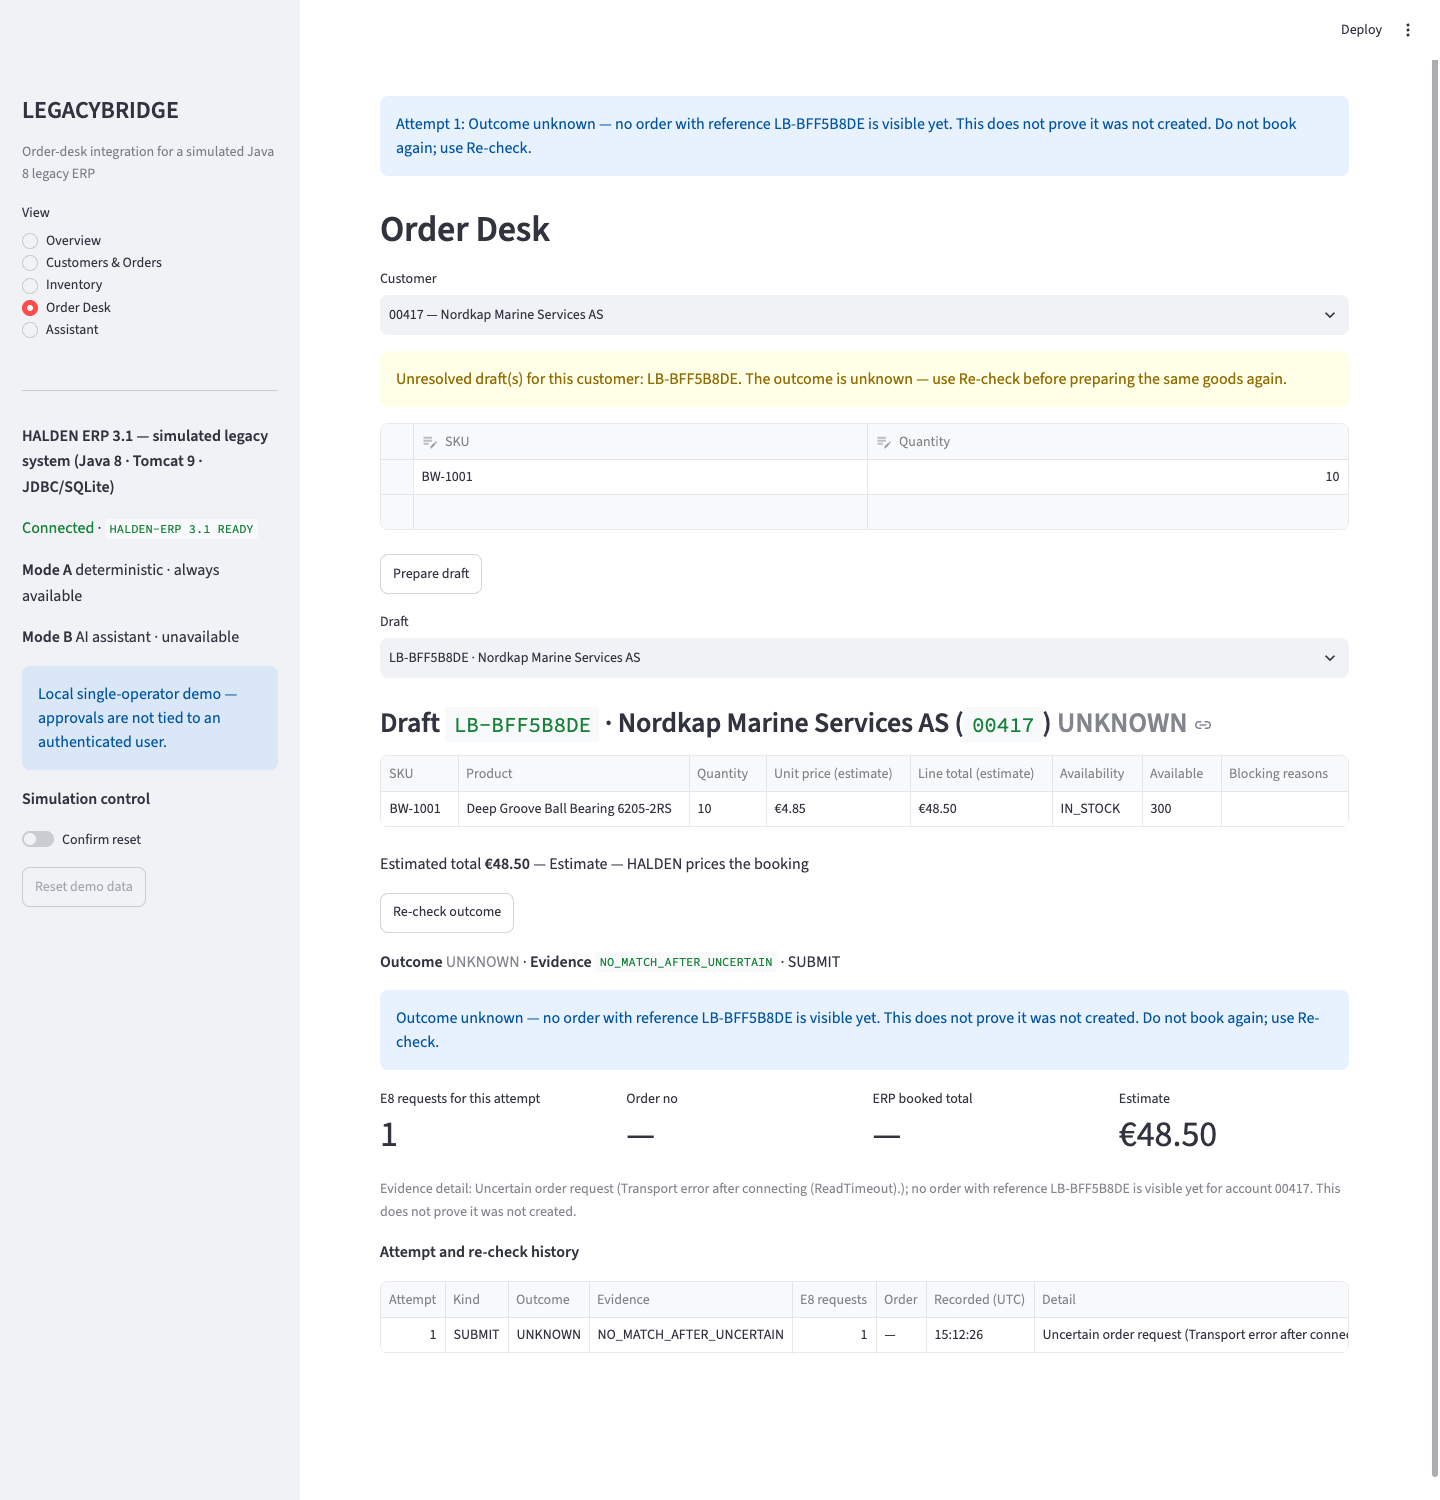 Deploy
LEGACYBRIDGE
Order-desk integration for a simulated Java
8 legacy ERP
View
Overview
Customers & Orders
Inventory
Order Desk
Assistant
HALDEN ERP 3.1 — simulated legacy
system (Java 8 · Tomcat 9 ·
JDBC/SQLite)
Connected · HALDEN-ERP 3.1 READY
Mode A deterministic · always
available
Mode B AI assistant · unavailable
Local single-operator demo —
approvals are not tied to an
authenticated user.
Simulation control
Confirm reset
Reset demo data
Attempt 1: Outcome unknown — no order with reference LB-BFF5B8DE is visible yet. This does not prove it was not created. Do not book
again; use Re-check.
Order Desk
Customer
00417 — Nordkap Marine Services AS
Unresolved draft(s) for this customer: LB-BFF5B8DE. The outcome is unknown — use Re-check before preparing the same goods again.
SKU Quantity
BW-1001 10
Prepare draft
Draft
LB-BFF5B8DE · Nordkap Marine Services AS
Draft LB-BFF5B8DE · Nordkap Marine Services AS ( 00417 ) UNKNOWN
SKU Product Quantity Unit price (estimate) Line total (estimate) Availability Available Blocking reasons
BW-1001 Deep Groove Ball Bearing 6205-2RS 10 €4.85 €48.50 IN_STOCK 300
Estimated total €48.50 — Estimate — HALDEN prices the booking
Re-check outcome
Outcome UNKNOWN · Evidence NO_MATCH_AFTER_UNCERTAIN · SUBMIT
Outcome unknown — no order with reference LB-BFF5B8DE is visible yet. This does not prove it was not created. Do not book again; use Re-
check.
E8 requests for this attempt Order no ERP booked total Estimate
1 — — €48.50
Evidence detail: Uncertain order request (Transport error after connecting (ReadTimeout).); no order with reference LB-BFF5B8DE is visible yet for account 00417. This
does not prove it was not created.
Attempt and re-check history
Attempt Kind Outcome Evidence E8 requests Order Recorded (UTC) Detail
1 SUBMIT UNKNOWN NO_MATCH_AFTER_UNCERTAIN 1 — 15:12:26 Uncertain order request (Transport error after connec